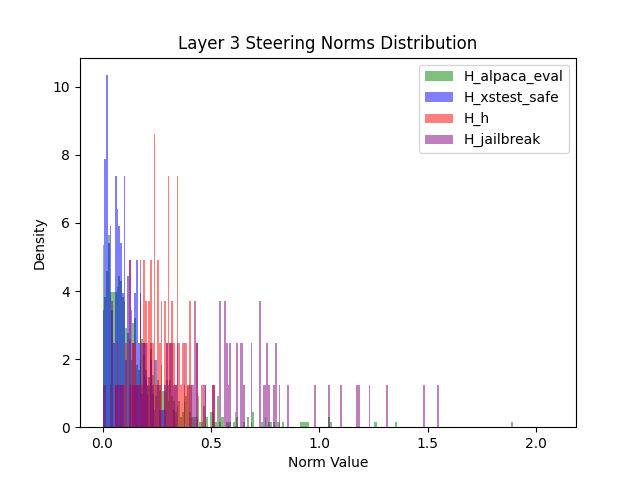 Layer 3 Steering Norms Distribution
H_alpaca_eval
H_xstest_safe
H_h
H_jailbreak
Density
10
8
6
4
2
0
0.0 0.5 1.0 1.5 2.0
Norm Value